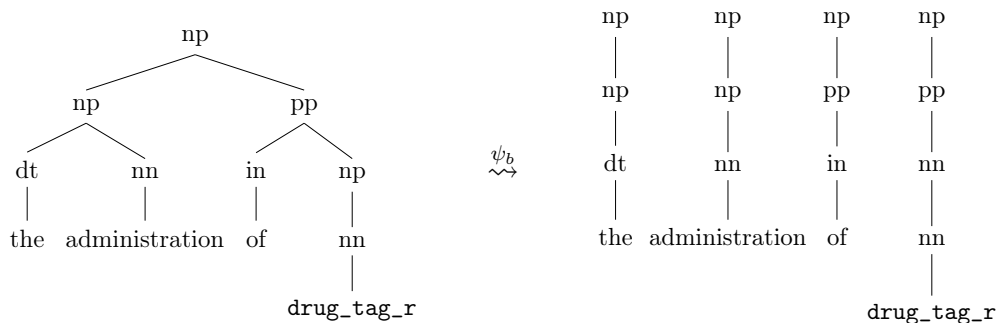 np
np pp
dt nn in np
the administration of nn
drug_tag_r
ψb
np np np np
np np pp pp
dt nn in nn
the administration of nn
drug_tag_r